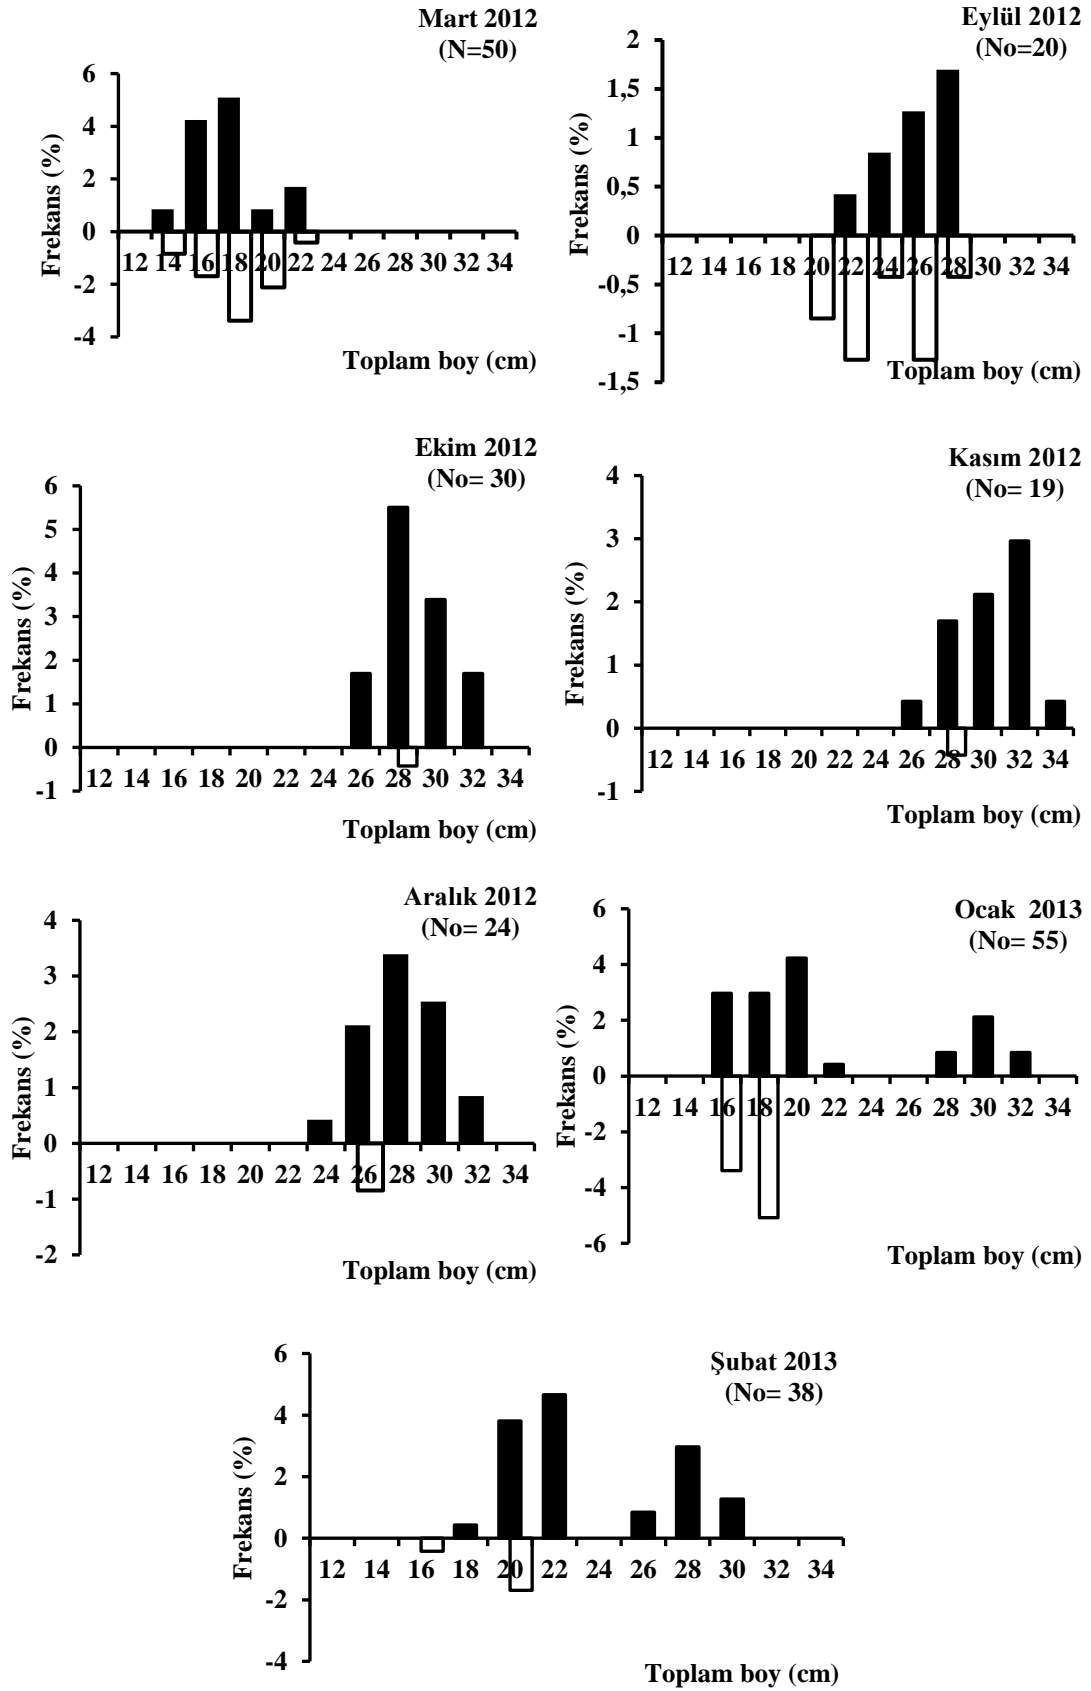 Mart 2012
(N=50)
6
4
2
0
-2
-4
Frekans (%)
12 14 16 18 20 22 24 26 28 30 32 34
Toplam boy (cm)
Eylül 2012
(No=20)
2
1,5
1
0,5
0
-0,5
-1
-1,5
Frekans (%)
12 14 16 18 20 22 24 26 28 30 32 34
Toplam boy (cm)
Ekim 2012
(No= 30)
6
5
4
3
2
1
0
-1
Frekans (%)
12 14 16 18 20 22 24 26 28 30 32 34
Toplam boy (cm)
Kasım 2012
(No= 19)
4
3
2
1
0
-1
Frekans (%)
12 14 16 18 20 22 24 26 28 30 32 34
Toplam boy (cm)
Aralık 2012
(No= 24)
4
3
2
1
0
-1
-2
Frekans (%)
12 14 16 18 20 22 24 26 28 30 32 34
Toplam boy (cm)
Ocak 2013
(No= 55)
6
4
2
0
-2
-4
-6
Frekans (%)
12 14 16 18 20 22 24 26 28 30 32 34
Toplam boy (cm)
Şubat 2013
(No= 38)
6
4
2
0
-2
-4
Frekans (%)
12 14 16 18 20 22 24 26 28 30 32 34
Toplam boy (cm)